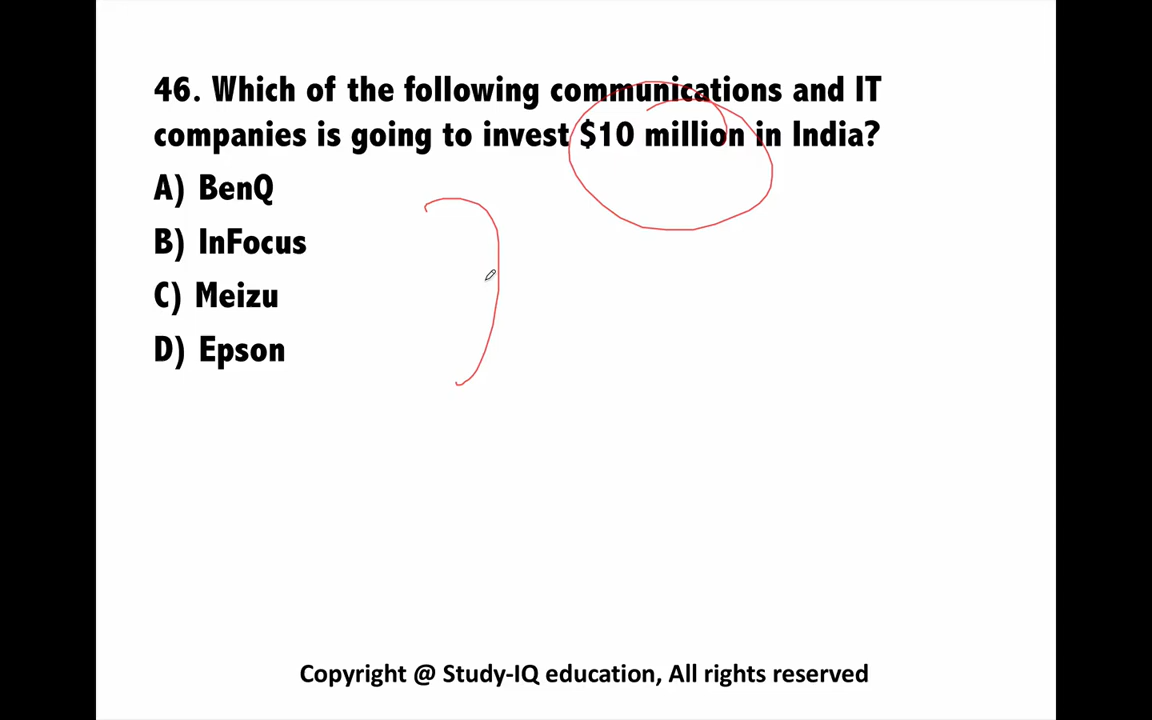 46. Which of the following communications and IT
companies is going to invest $10 million in India?
A) BenQ
B) InFocus
C) Meizu
D) Epson
Copyright @ Study-IQ education, All rights reserved